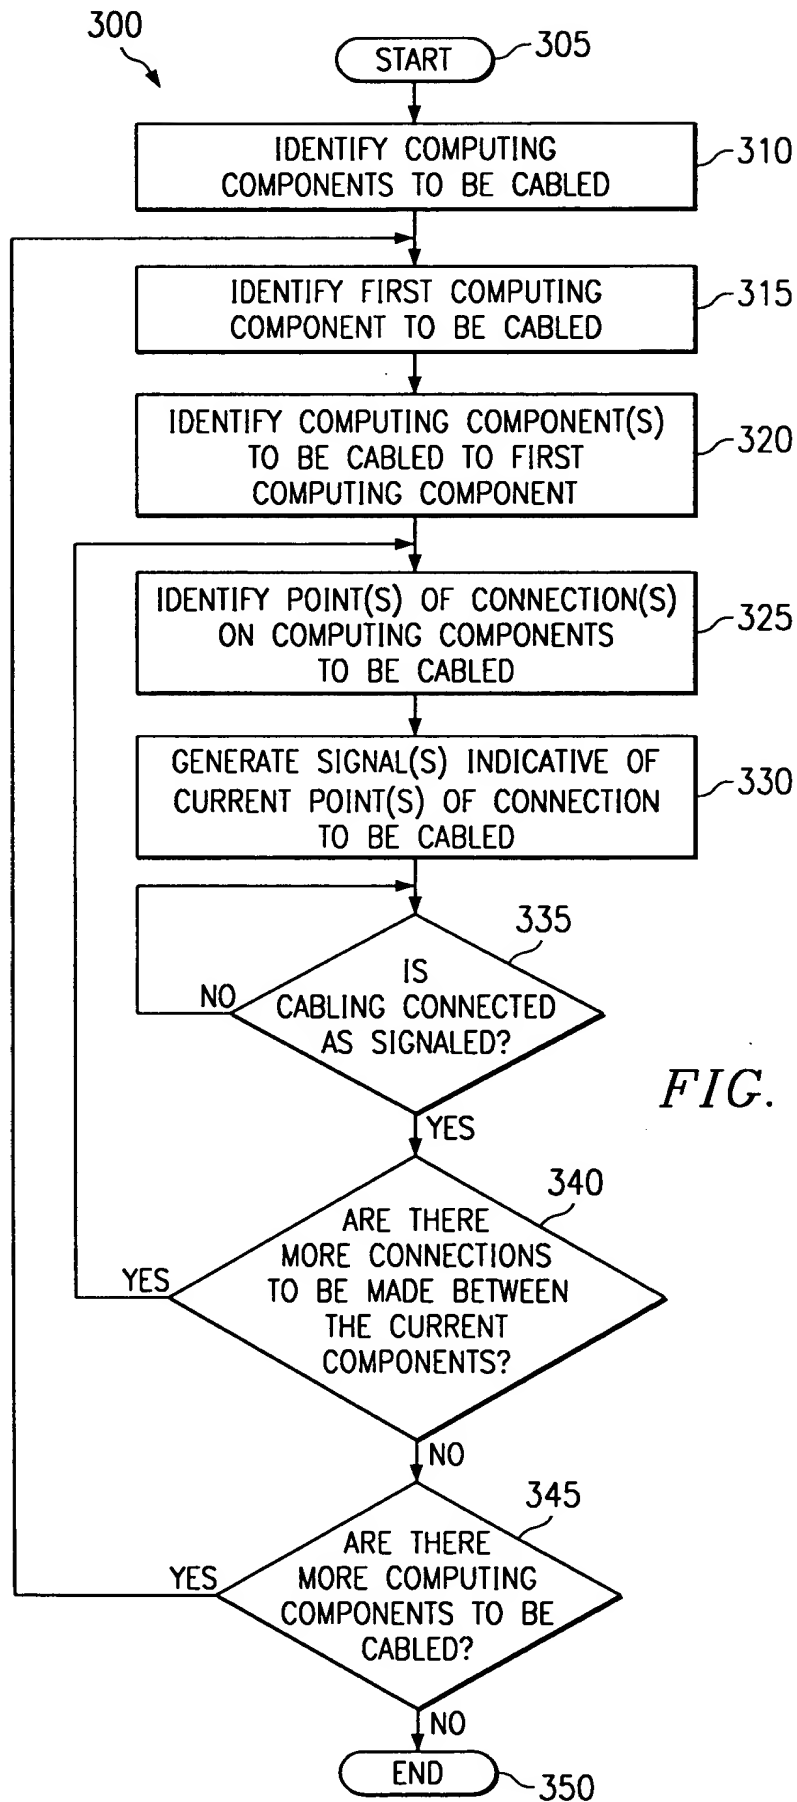 300
START
305
IDENTIFY COMPUTING
COMPONENTS TO BE CABLED
310
IDENTIFY FIRST COMPUTING
COMPONENT TO BE CABLED
315
IDENTIFY COMPUTING COMPONENT(S)
TO BE CABLED TO FIRST
COMPUTING COMPONENT
320
IDENTIFY POINT(S) OF CONNECTION(S)
ON COMPUTING COMPONENTS
TO BE CABLED
325
GENERATE SIGNAL(S) INDICATIVE OF
CURRENT POINT(S) OF CONNECTION
TO BE CABLED
330
335
IS
CABLING CONNECTED
AS SIGNALED?
NO
FIG.
YES
340
ARE THERE
MORE CONNECTIONS
TO BE MADE BETWEEN
THE CURRENT
COMPONENTS?
YES
NO
345
ARE THERE
MORE COMPUTING
COMPONENTS TO BE
CABLED?
YES
NO
END
350